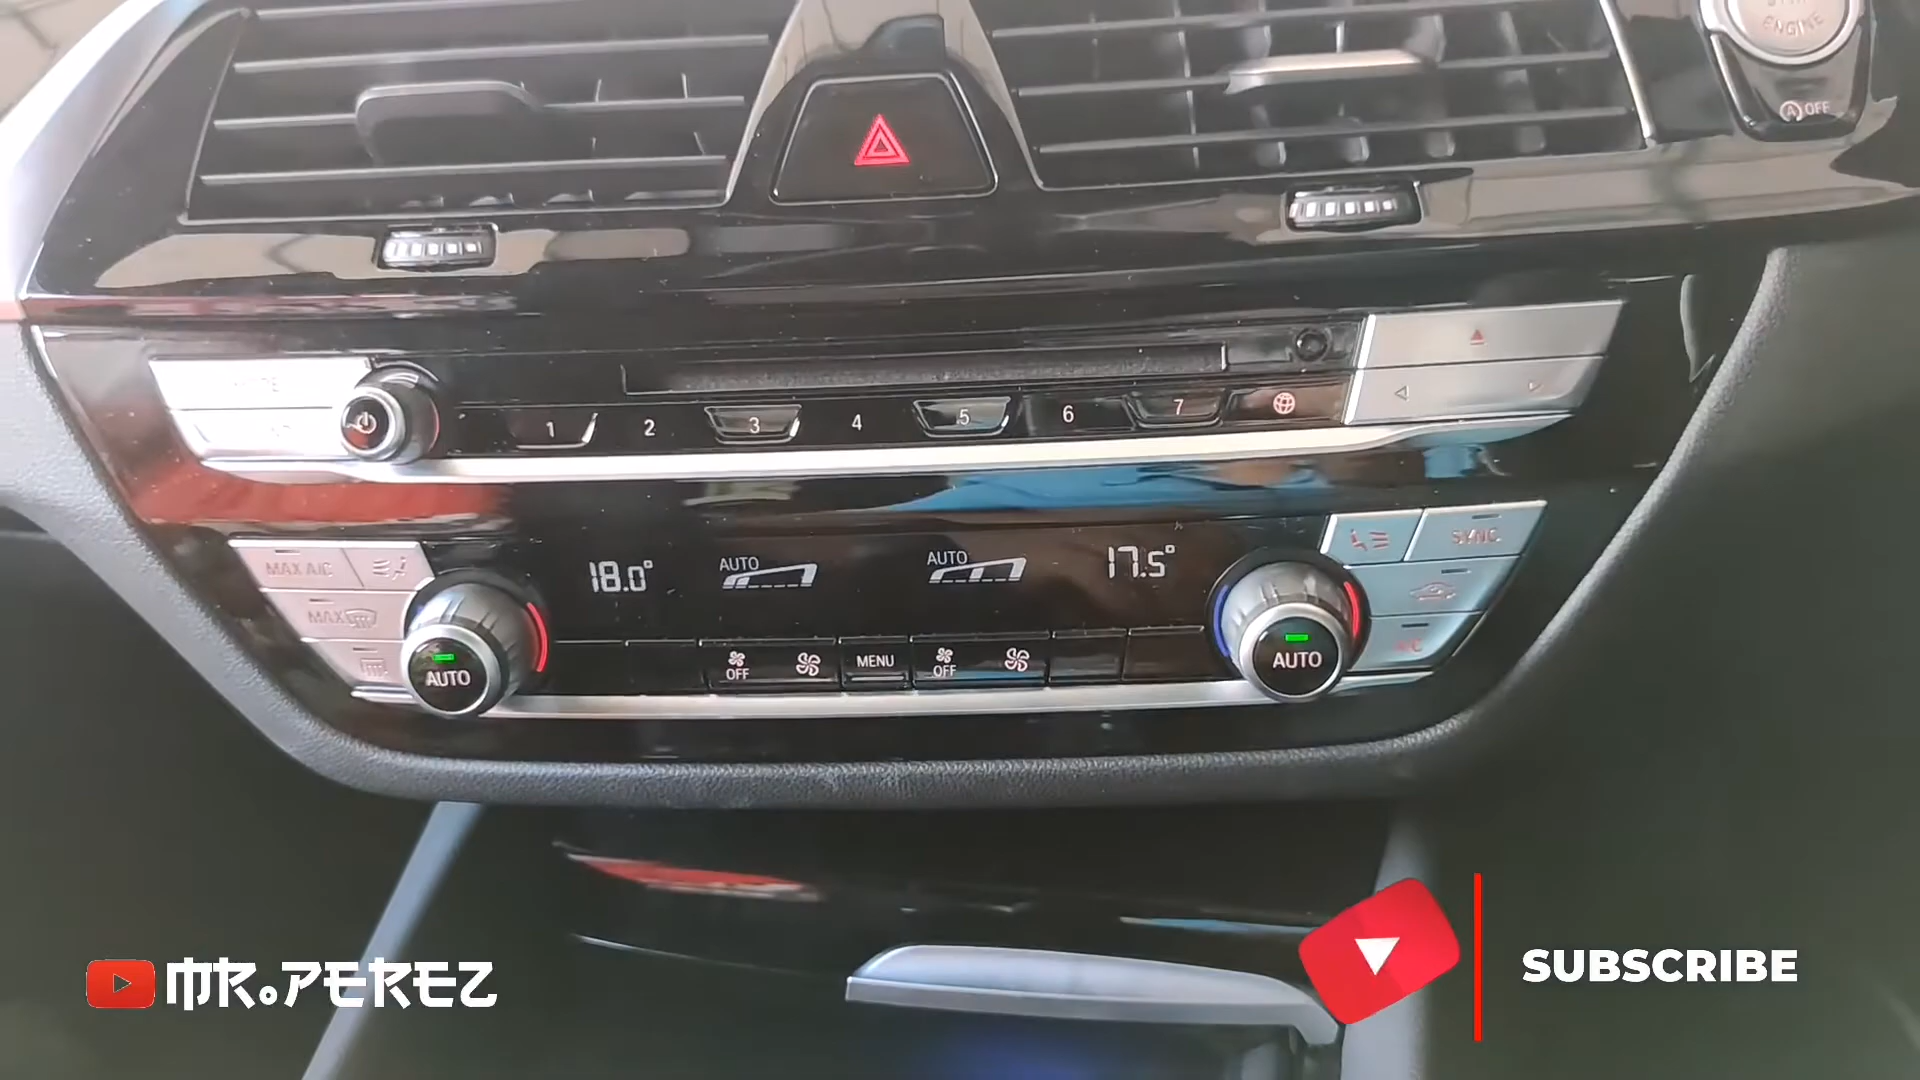 ENGINE
OFF
1 2 3 4 5 6 7
18.0° AUTO AUTO 17.5°
SYNC
MAX A/C
MAX
A/C
AUTO OFF MENU OFF AUTO
MR.PEREZ
SUBSCRIBE